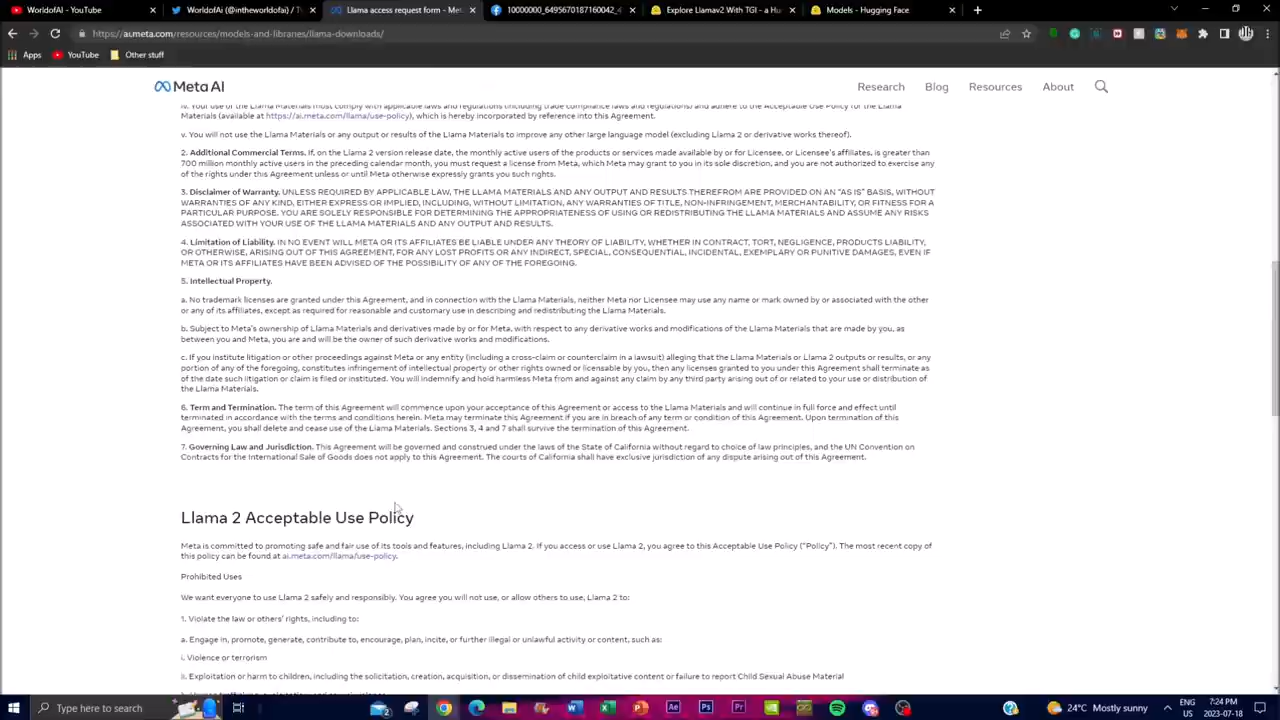 WorldofAI - YouTube
WorldofAI (@intheworldofai) / Tw
Llama access request form - Met
10000000_6495670187160042_4
Explore Llamav2 With TGI - a Hu
Models - Hugging Face
https://ai.meta.com/resources/models-and-libraries/llama-downloads/
Apps
YouTube
Other stuff
Meta AI
Research
Blog
Resources
About
iv. Your use of the Llama Materials must comply with applicable laws and regulations (including trade compliance laws and regulations) and adhere to the Acceptable Use Policy for the Llama
Materials (available at https://ai.meta.com/llama/use-policy), which is hereby incorporated by reference into this Agreement.
v. You will not use the Llama Materials or any output or results of the Llama Materials to improve any other large language model (excluding Llama 2 or derivative works thereof).
2. Additional Commercial Terms. If, on the Llama 2 version release date, the monthly active users of the products or services made available by or for Licensee, or Licensee's affiliates, is greater than
700 million monthly active users in the preceding calendar month, you must request a license from Meta, which Meta may grant to you in its sole discretion, and you are not authorized to exercise any
of the rights under this Agreement unless or until Meta otherwise expressly grants you such rights.
3. Disclaimer of Warranty. UNLESS REQUIRED BY APPLICABLE LAW, THE LLAMA MATERIALS AND ANY OUTPUT AND RESULTS THEREFROM ARE PROVIDED ON AN "AS IS" BASIS, WITHOUT
WARRANTIES OF ANY KIND, EITHER EXPRESS OR IMPLIED, INCLUDING, WITHOUT LIMITATION, ANY WARRANTIES OF TITLE, NON-INFRINGEMENT, MERCHANTABILITY, OR FITNESS FOR A
PARTICULAR PURPOSE. YOU ARE SOLELY RESPONSIBLE FOR DETERMINING THE APPROPRIATENESS OF USING OR REDISTRIBUTING THE LLAMA MATERIALS AND ASSUME ANY RISKS
ASSOCIATED WITH YOUR USE OF THE LLAMA MATERIALS AND ANY OUTPUT AND RESULTS.
4. Limitation of Liability. IN NO EVENT WILL META OR ITS AFFILIATES BE LIABLE UNDER ANY THEORY OF LIABILITY, WHETHER IN CONTRACT, TORT, NEGLIGENCE, PRODUCTS LIABILITY,
OR OTHERWISE, ARISING OUT OF THIS AGREEMENT, FOR ANY LOST PROFITS OR ANY INDIRECT, SPECIAL, CONSEQUENTIAL, INCIDENTAL, EXEMPLARY OR PUNITIVE DAMAGES, EVEN IF
META OR ITS AFFILIATES HAVE BEEN ADVISED OF THE POSSIBILITY OF ANY OF THE FOREGOING.
5. Intellectual Property.
a. No trademark licenses are granted under this Agreement, and in connection with the Llama Materials, neither Meta nor Licensee may use any name or mark owned by or associated with the other
or any of its affiliates, except as required for reasonable and customary use in describing and redistributing the Llama Materials.
b. Subject to Meta's ownership of Llama Materials and derivatives made by or for Meta, with respect to any derivative works and modifications of the Llama Materials that are made by you, as
between you and Meta, you are and will be the owner of such derivative works and modifications.
c. If you institute litigation or other proceedings against Meta or any entity (including a cross-claim or counterclaim in a lawsuit) alleging that the Llama Materials or Llama 2 outputs or results, or any
portion of any of the foregoing, constitutes infringement of intellectual property or other rights owned or licensable by you, then any licenses granted to you under this Agreement shall terminate as
of the date such litigation or claim is filed or instituted. You will indemnify and hold harmless Meta from and against any claim by any third party arising out of or related to your use or distribution of
the Llama Materials.
6. Term and Termination. The term of this Agreement will commence upon your acceptance of this Agreement or access to the Llama Materials and will continue in full force and effect until
terminated in accordance with the terms and conditions herein. Meta may terminate this Agreement if you are in breach of any term or condition of this Agreement. Upon termination of this
Agreement, you shall delete and cease use of the Llama Materials. Sections 3, 4 and 7 shall survive the termination of this Agreement.
7. Governing Law and Jurisdiction. This Agreement will be governed and construed under the laws of the State of California without regard to choice of law principles, and the UN Convention on
Contracts for the International Sale of Goods does not apply to this Agreement. The courts of California shall have exclusive jurisdiction of any dispute arising out of this Agreement.
Llama 2 Acceptable Use Policy
Meta is committed to promoting safe and fair use of its tools and features, including Llama 2. If you access or use Llama 2, you agree to this Acceptable Use Policy ("Policy"). The most recent copy of
this policy can be found at ai.meta.com/llama/use-policy.
Prohibited Uses
We want everyone to use Llama 2 safely and responsibly. You agree you will not use, or allow others to use, Llama 2 to:
1. Violate the law or others' rights, including to:
a. Engage in, promote, generate, contribute to, encourage, plan, incite, or further illegal or unlawful activity or content, such as:
i. Violence or terrorism
ii. Exploitation or harm to children, including the solicitation, creation, acquisition, or dissemination of child exploitative content or failure to report Child Sexual Abuse Material
Type here to search
24°C Mostly sunny
ENG
US
7:24 PM
2023-07-18